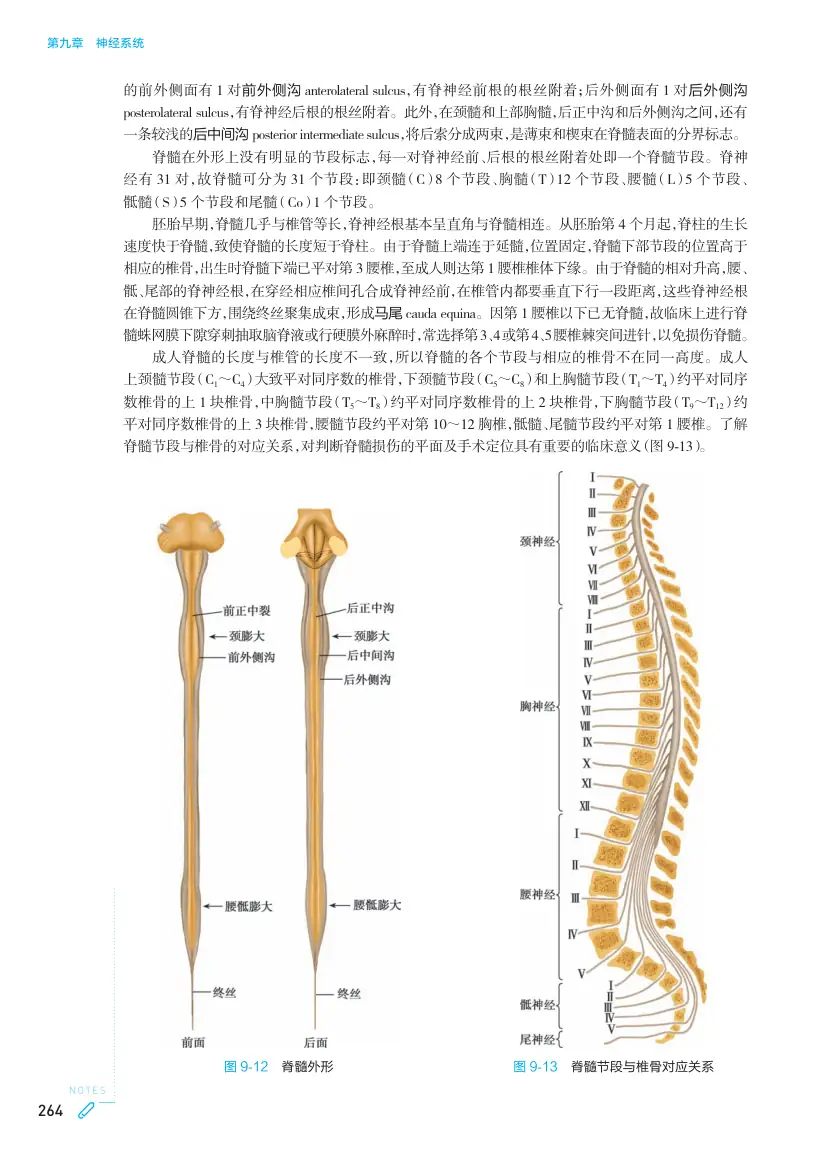 第九章 神经系统
的前外侧面有 1 对前外侧沟 anterolateral sulcus,有脊神经前根的根丝附着;后外侧面有 1 对后外侧沟
posterolateral sulcus,有脊神经后根的根丝附着。此外,在颈髓和上部胸髓,后正中沟和后外侧沟之间,还有
一条较浅的后中间沟 posterior intermediate sulcus,将后索分成两束,是薄束和楔束在脊髓表面的分界标志。
脊髓在外形上没有明显的节段标志,每一对脊神经前、后根的根丝附着处即一个脊髓节段。脊神
经有 31 对,故脊髓可分为 31 个节段:即颈髓(C)8 个节段、胸髓(T)12 个节段、腰髓(L)5 个节段、
骶髓(S)5 个节段和尾髓(Co)1 个节段。
胚胎早期,脊髓几乎与椎管等长,脊神经根基本呈直角与脊髓相连。从胚胎第 4 个月起,脊柱的生长
速度快于脊髓,致使脊髓的长度短于脊柱。由于脊髓上端连于延髓,位置固定,脊髓下部节段的位置高于
相应的椎骨,出生时脊髓下端已平对第 3 腰椎,至成人则达第 1 腰椎椎体下缘。由于脊髓的相对升高,腰、
骶、尾部的脊神经根,在穿经相应椎间孔合成脊神经前,在椎管内都要垂直下行一段距离,这些脊神经根
在脊髓圆锥下方,围绕终丝聚集成束,形成马尾 cauda equina。因第 1 腰椎以下已无脊髓,故临床上进行脊
髓蛛网膜下隙穿刺抽取脑脊液或行硬膜外麻醉时,常选择第 3、4 或第 4、5 腰椎棘突间进针,以免损伤脊髓。
成人脊髓的长度与椎管的长度不一致,所以脊髓的各个节段与相应的椎骨不在同一高度。成人
上颈髓节段(C₁~C₄)大致平对同序数的椎骨,下颈髓节段(C₅~C₈)和上胸髓节段(T₁~T₄)约平对同序
数椎骨的上 1 块椎骨,中胸髓节段(T₅~T₈)约平对同序数椎骨的上 2 块椎骨,下胸髓节段(T₉~T₁₂)约
平对同序数椎骨的上 3 块椎骨,腰髓节段约平对第 10~12 胸椎,骶髓、尾髓节段约平对第 1 腰椎。了解
脊髓节段与椎骨的对应关系,对判断脊髓损伤的平面及手术定位具有重要的临床意义(图 9-13)。
前正中裂
颈膨大
前外侧沟
腰骶膨大
终丝
前面
后正中沟
颈膨大
后中间沟
后外侧沟
腰骶膨大
终丝
后面
图 9-12 脊髓外形
颈神经
I
II
III
IV
V
VI
VII
VIII
胸神经
I
II
III
IV
V
VI
VII
VIII
IX
X
XI
XII
腰神经
I
II
III
IV
V
骶神经
I
II
III
IV
V
尾神经
图 9-13 脊髓节段与椎骨对应关系
NOTES
264